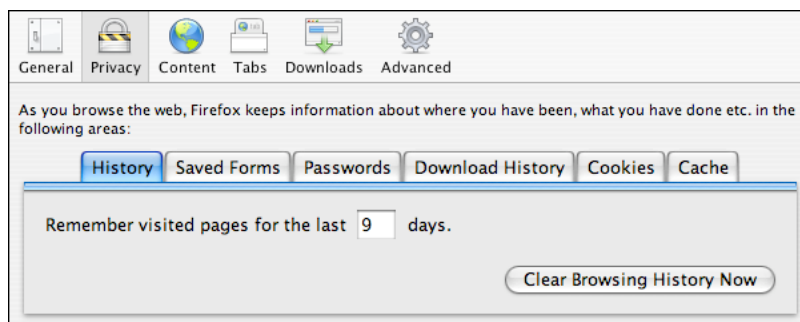 General Privacy Content Tabs Downloads Advanced
As you browse the web, Firefox keeps information about where you have been, what you have done etc. in the
following areas:
History Saved Forms Passwords Download History Cookies Cache
Remember visited pages for the last 9 days.
Clear Browsing History Now